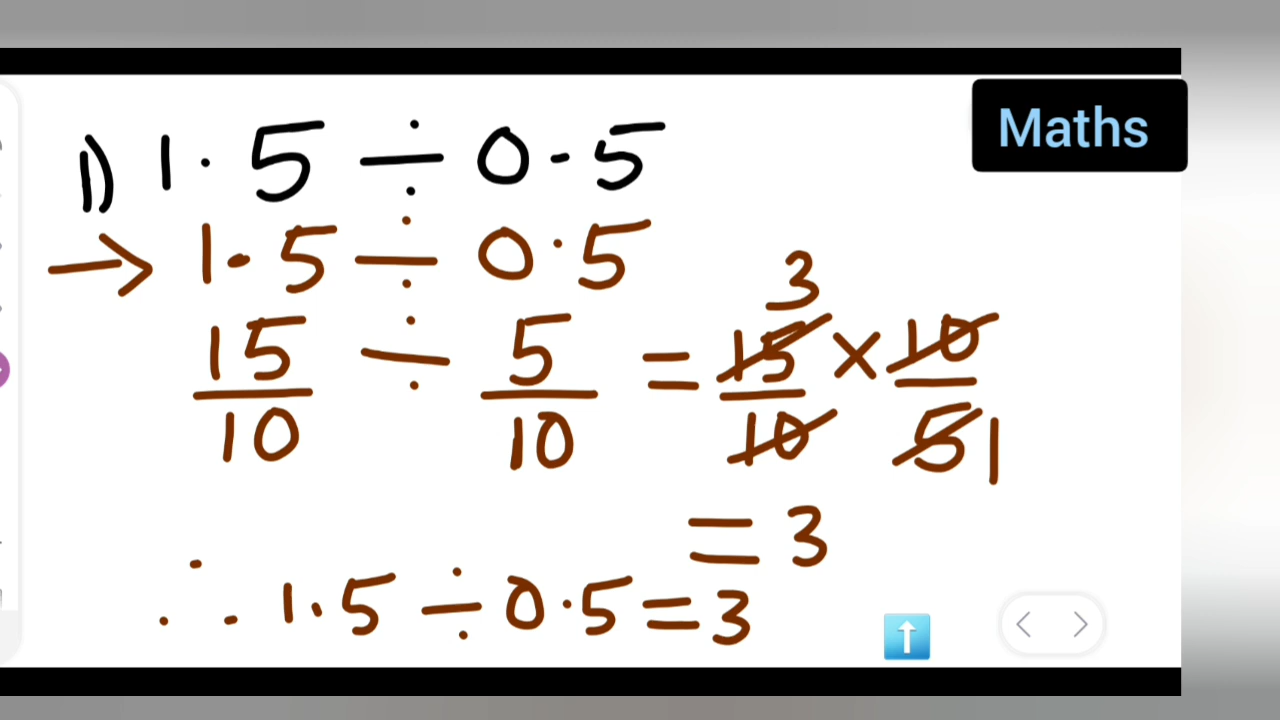 Maths
1) 1.5 ÷ 0.5
→ 1.5 ÷ 0.5
15/10 ÷ 5/10 = 15/10 × 10/5 3 1
= 3
∴ 1.5 ÷ 0.5 = 3